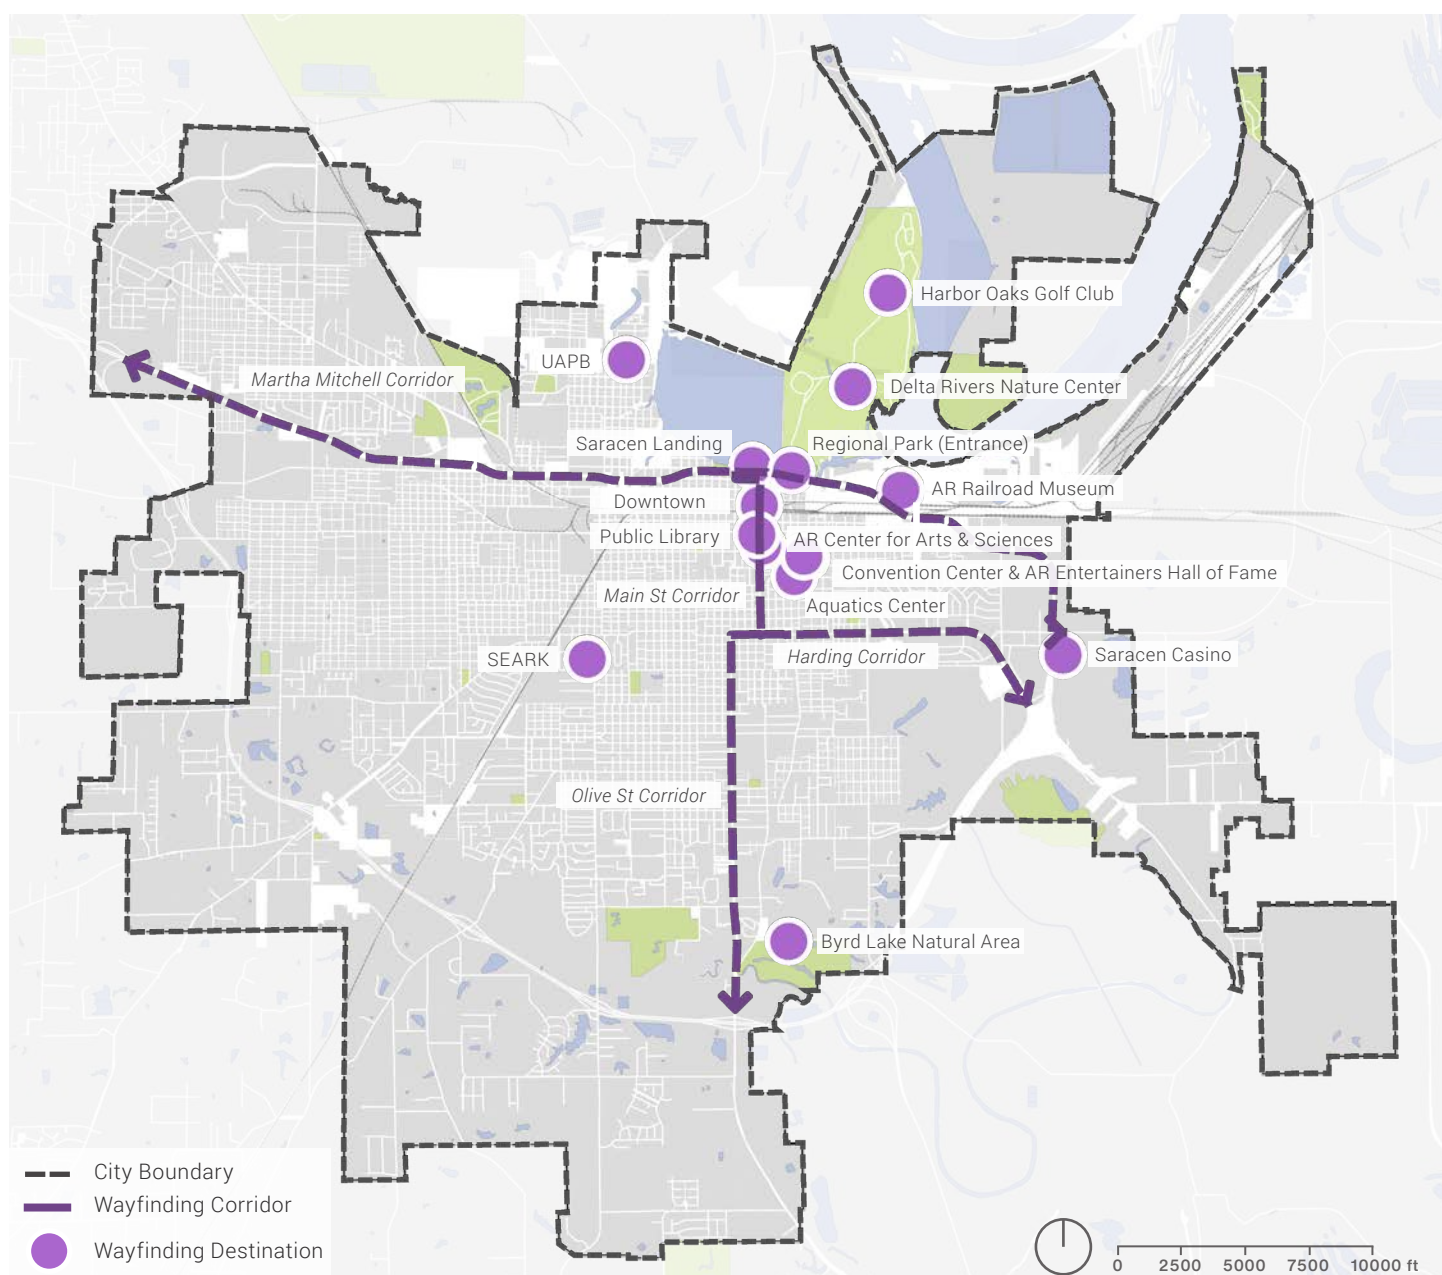 Harbor Oaks Golf Club
UAPB
Martha Mitchell Corridor
Delta Rivers Nature Center
Saracen Landing
Regional Park (Entrance)
AR Railroad Museum
Downtown
Public Library
AR Center for Arts & Sciences
Convention Center & AR Entertainers Hall of Fame
Main St Corridor
Aquatics Center
SEARK
Harding Corridor
Saracen Casino
Olive St Corridor
Byrd Lake Natural Area
City Boundary
Wayfinding Corridor
Wayfinding Destination
0 2500 5000 7500 10000 ft